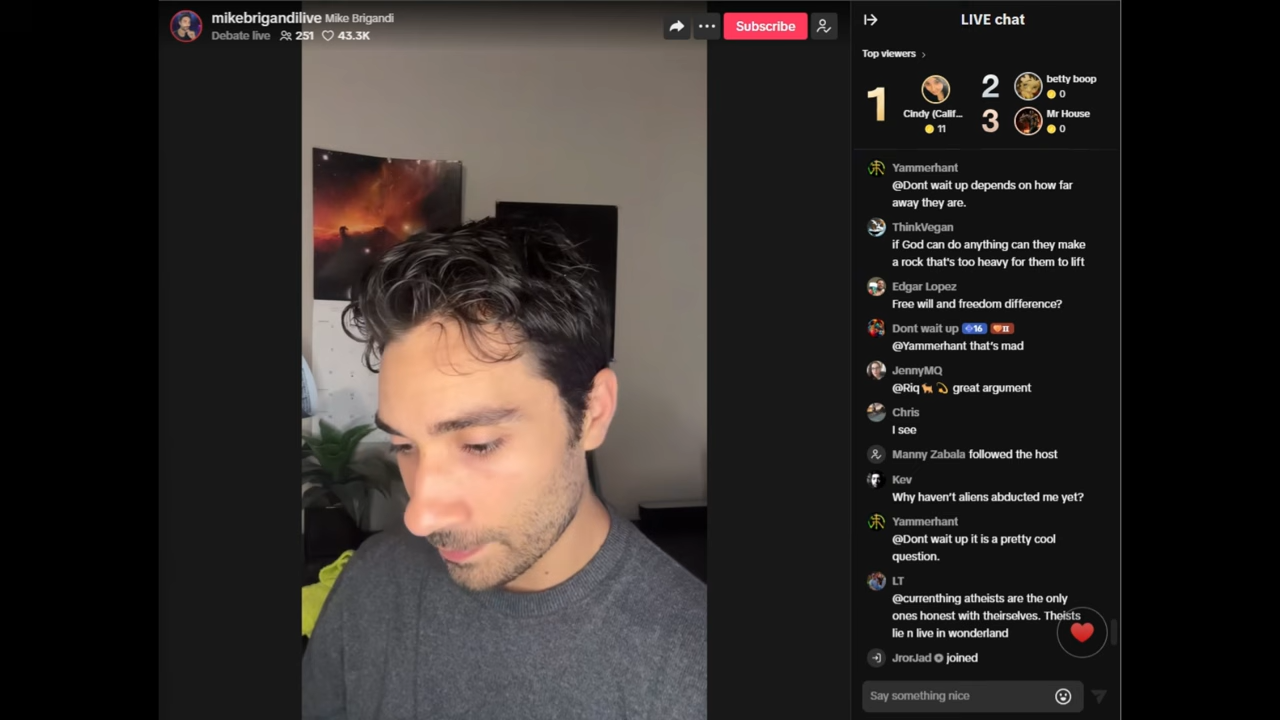 mikebrigandilive Mike Brigandi
Debate live 251 43.3K
Subscribe
LIVE chat
Top viewers
1
Cindy (Calif...
11
2
betty boop
0
3
Mr House
0
Yammerhant
@Dont wait up depends on how far
away they are.
ThinkVegan
if God can do anything can they make
a rock that's too heavy for them to lift
Edgar Lopez
Free will and freedom difference?
Dont wait up 16 II
@Yammerhant that's mad
JennyMQ
@Riq🐈💫 great argument
Chris
I see
Manny Zabala followed the host
Kev
Why haven't aliens abducted me yet?
Yammerhant
@Dont wait up it is a pretty cool
question.
LT
@currenthing atheists are the only
ones honest with theirselves. Theists
lie n live in wonderland
JrorJad joined
Say something nice